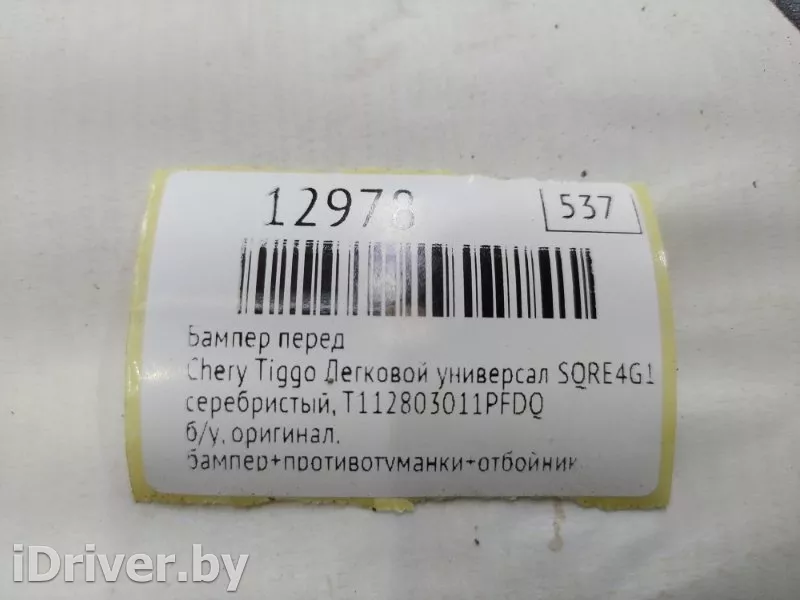 12978
537
Бампер перед
Chery Tiggo Легковой универсал SQRE4G1
серебристый, T112803011PFDQ
б/у, оригинал.
бампер+противотуманки+отбойник
iDriver.by